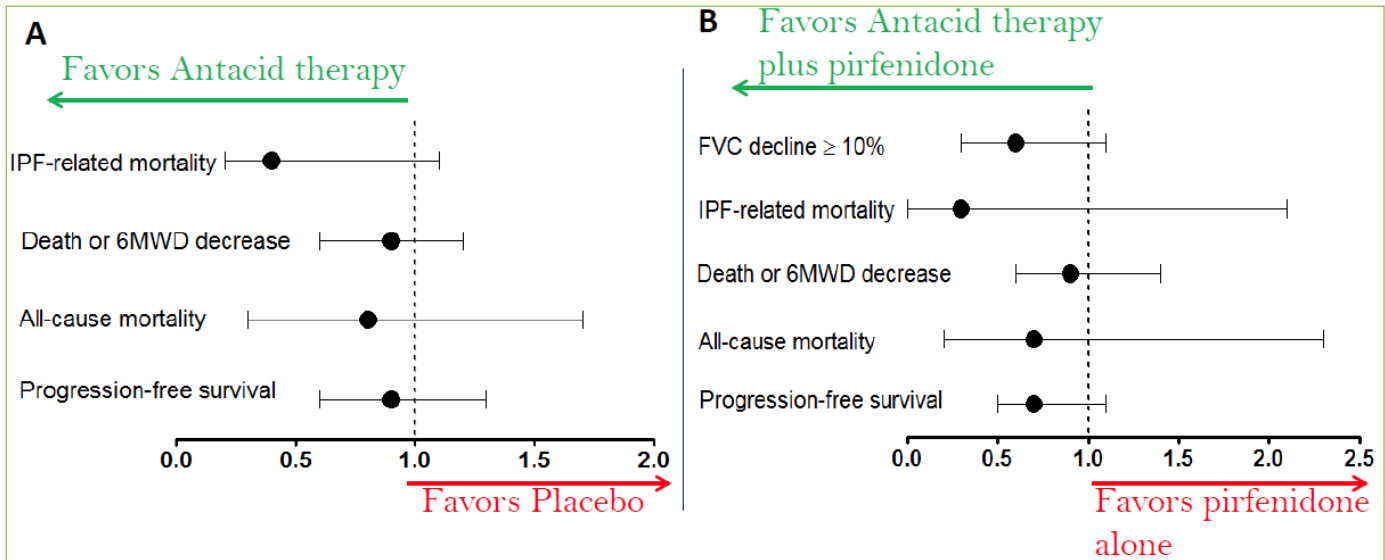 A
Favors Antacid therapy
IPF-related mortality
Death or 6MWD decrease
All-cause mortality
Progression-free survival
0.0 0.5 1.0 1.5 2.0
Favors Placebo
B
Favors Antacid therapy
plus pirfenidone
FVC decline ≥ 10%
IPF-related mortality
Death or 6MWD decrease
All-cause mortality
Progression-free survival
0.0 0.5 1.0 1.5 2.0 2.5
Favors pirfenidone
alone